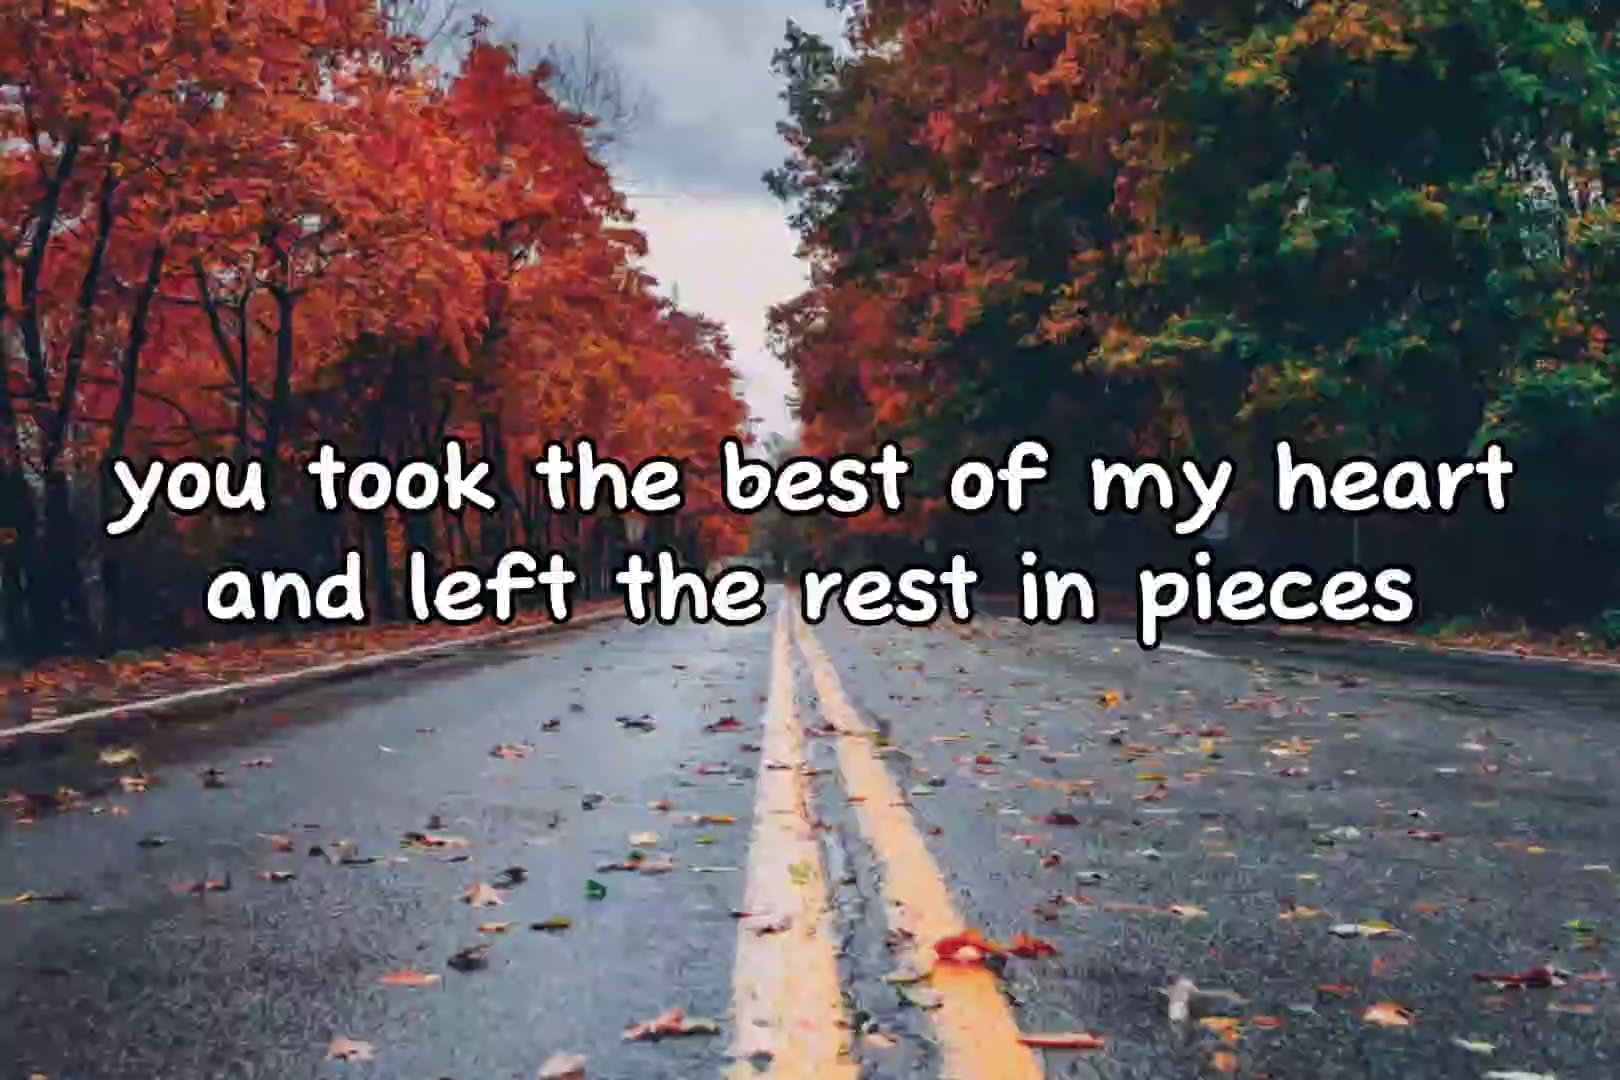 you took the best of my heart
and left the rest in pieces